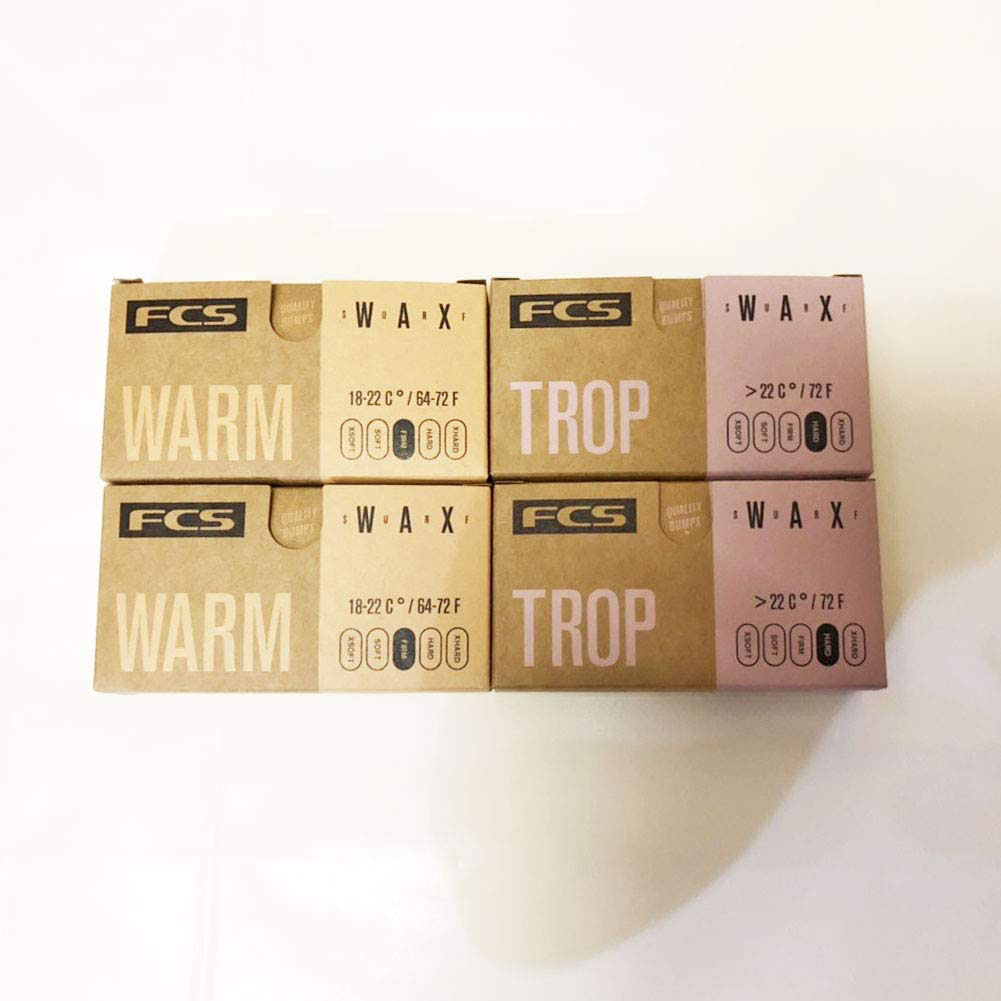 FCS
QUALITY
BUMPS
WARM
S W U A R X F
18-22 C° / 64-72 F
XSOFT SOFT FIRM HARD XHARD
FCS
QUALITY
BUMPS
TROP
S W U A R X F
> 22 C° / 72 F
XSOFT SOFT FIRM HARD XHARD
FCS
QUALITY
BUMPS
WARM
S W U A R X F
18-22 C° / 64-72 F
XSOFT SOFT FIRM HARD XHARD
FCS
QUALITY
BUMPS
TROP
S W U A R X F
> 22 C° / 72 F
XSOFT SOFT FIRM HARD XHARD